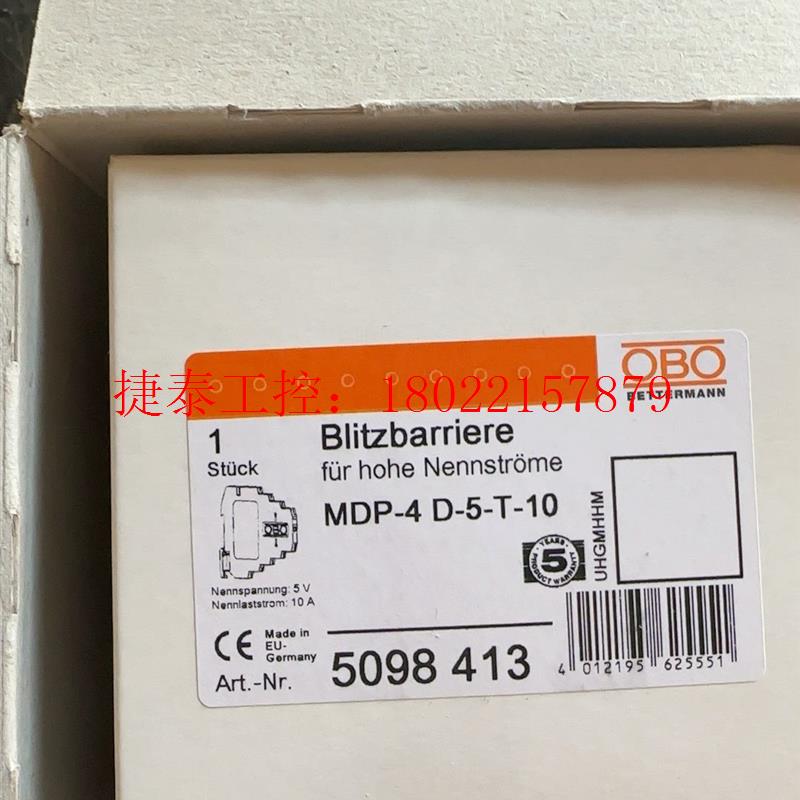 OBO
BETTERMANN
捷泰工控：18022157879
1
Stück
Blitzbarriere
für hohe Nennströme
MDP-4 D-5-T-10
OBO
Nennspannung: 5 V
Nennlaststrom: 10 A
YEARS
5
PRODUCT WARRANTY
UHGMHHM
CE
Made in
EU-
Germany
Art.-Nr.
5098 413
4 012195 625551